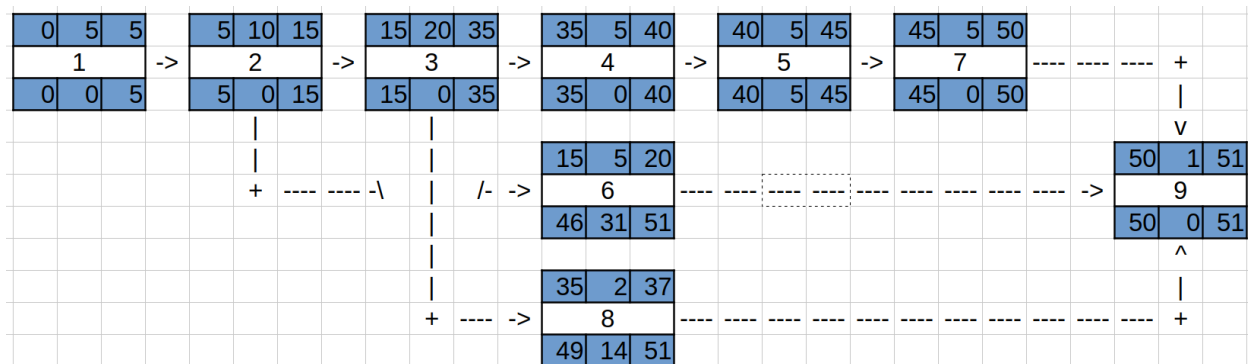 0 5 5 5 10 15 15 20 35 35 5 40 40 5 45 45 5 50
1 -> 2 -> 3 -> 4 -> 5 -> 7 ---- ---- ---- +
0 0 5 5 0 15 15 0 35 35 0 40 40 5 45 45 0 50 |
| | v
| | 15 5 20 50 1 51
+ ---- ---- -\ | /- -> 6 ---- ---- ---- ---- ---- ---- ---- ---- ---- -> 9
| 46 31 51 50 0 51
| ^
| 35 2 37 |
+ ---- -> 8 ---- ---- ---- ---- ---- ---- ---- ---- ---- ---- ---- +
49 14 51